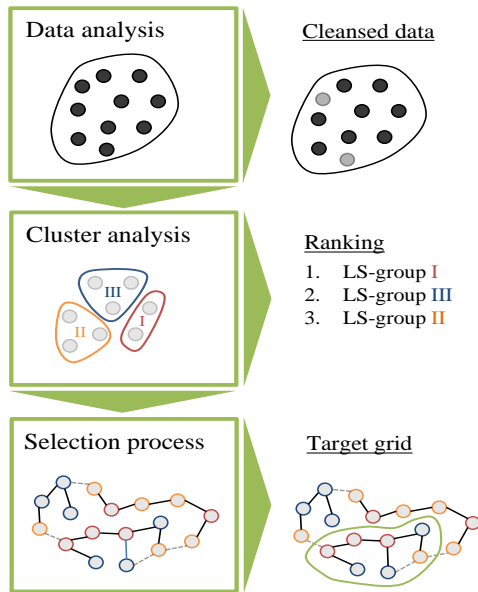 Data analysis
Cleansed data
Cluster analysis
III
II
I
Ranking
1. LS-group I
2. LS-group III
3. LS-group II
Selection process
Target grid